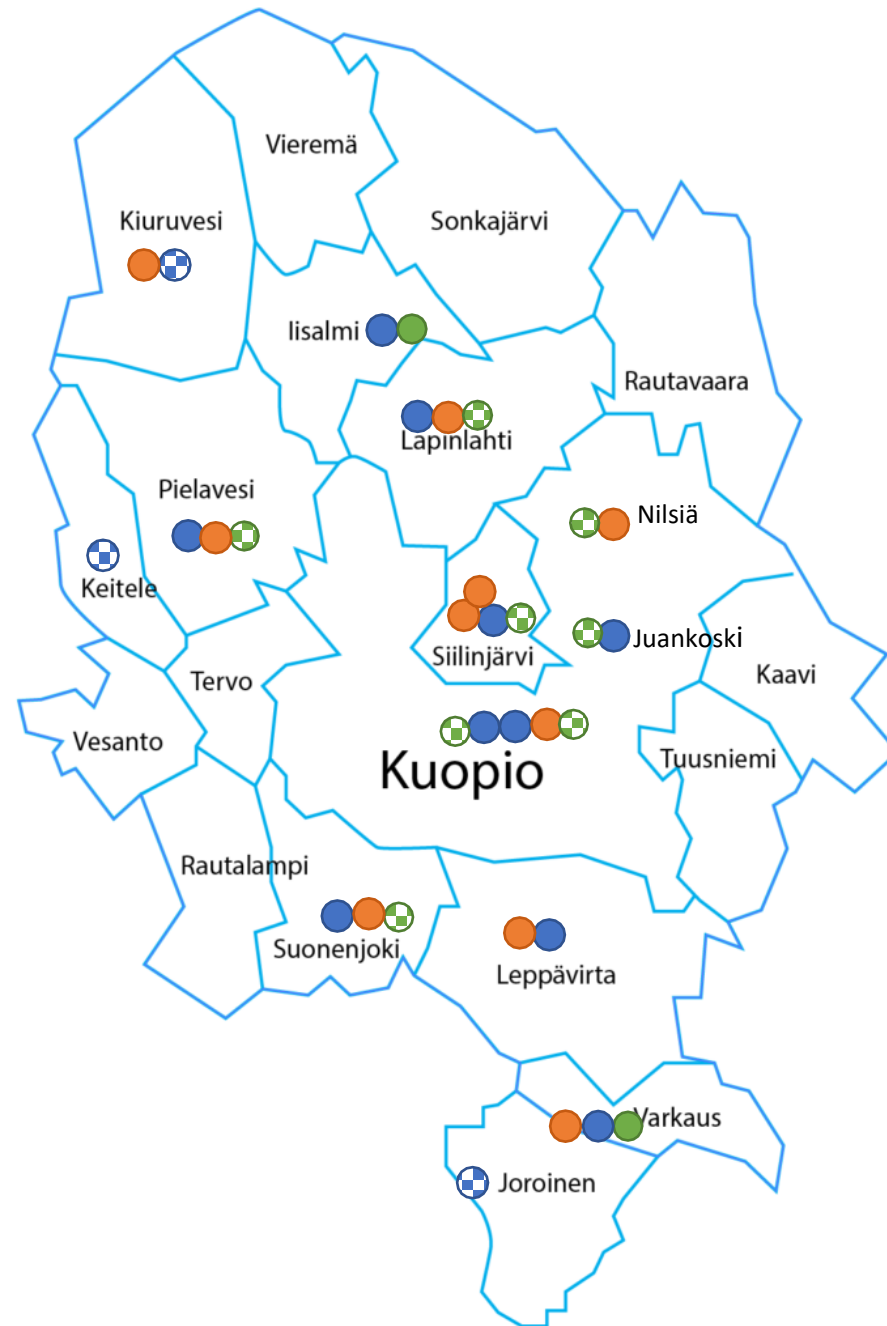 Vieremä
Kiuruvesi
Sonkajärvi
Iisalmi
Rautavaara
Lapinlahti
Pielavesi
Nilsiä
Keitele
Juankoski
Siilinjärvi
Kaavi
Tervo
Vesanto
Tuusniemi
Kuopio
Rautalampi
Suonenjoki
Leppävirta
Varkaus
Joroinen